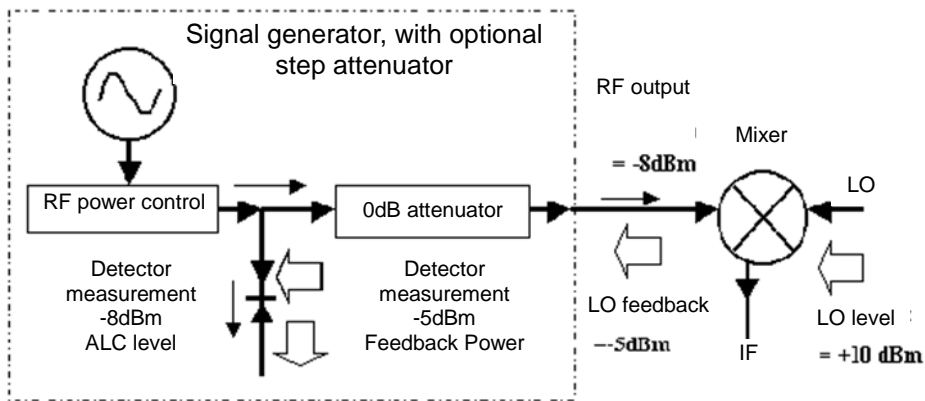 Signal generator, with optional
step attenuator
RF output
Mixer
= -8dBm
LO
RF power control
0dB attenuator
Detector
measurement
-8dBm
ALC level
Detector
measurement
-5dBm
Feedback Power
LO feedback
=-5dBm
IF
LO level :
= +10 dBm